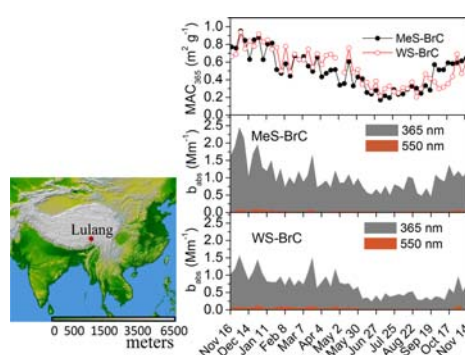 MAC365 (m² g⁻¹)
1.0
0.8
0.6
0.4
0.2
0.0
MeS-BrC
WS-BrC
babs (Mm⁻¹)
2.5
2.0
1.5
1.0
0.5
0.0
MeS-BrC
365 nm
550 nm
babs (Mm⁻¹)
2.5
2.0
1.5
1.0
0.5
0.0
WS-BrC
365 nm
550 nm
Nov 16
Dec 14
Jan 11
Feb 8
Mar 7
Apr 4
May 2
May 30
Jun 27
Jul 25
Aug 22
Sep 19
Oct 17
Nov 14
Lulang
0 1500 3000 4500 6500
meters